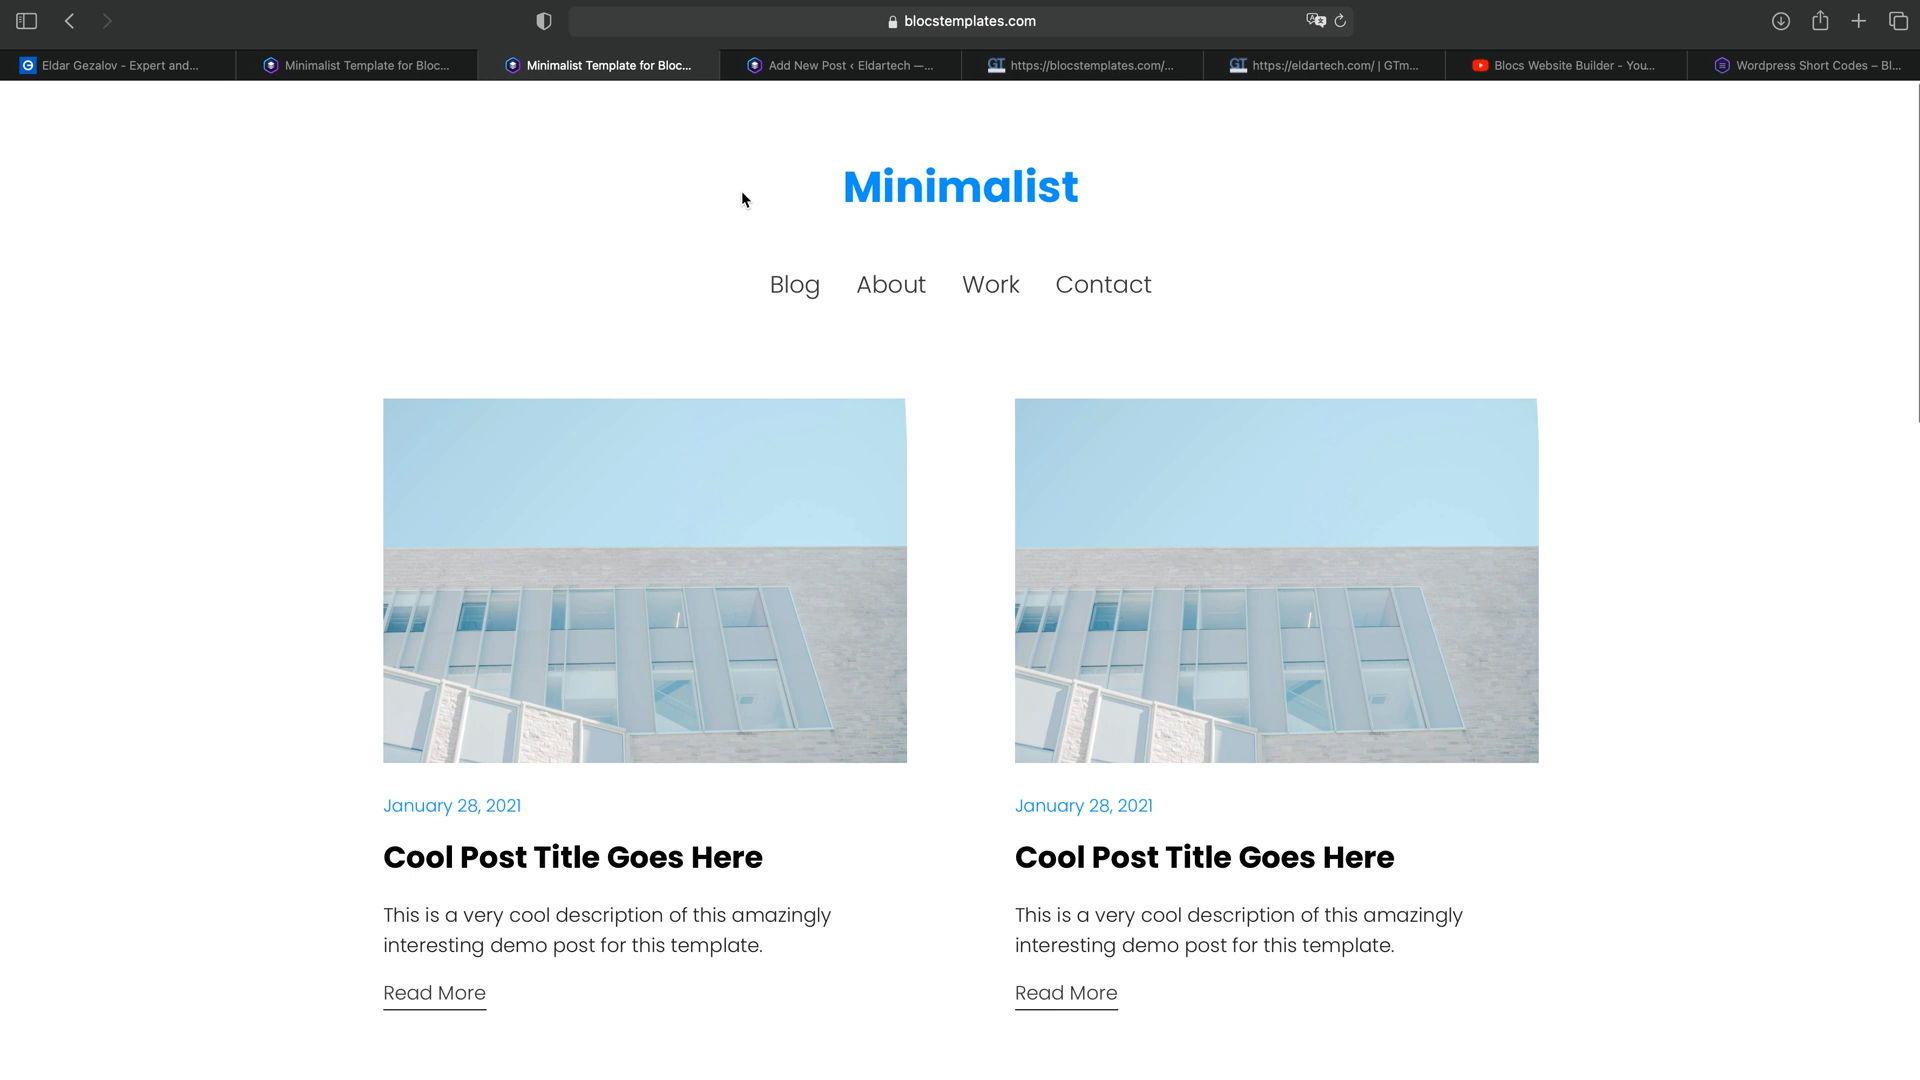 blocstemplates.com
Eldar Gezalov - Expert and...
Minimalist Template for Bloc...
Minimalist Template for Bloc...
Add New Post ‹ Eldartech —...
GT https://blocstemplates.com/...
GT https://eldartech.com/ | GTm...
Blocs Website Builder - You...
Wordpress Short Codes – Bl...
Minimalist
Blog About Work Contact
January 28, 2021
Cool Post Title Goes Here
This is a very cool description of this amazingly
interesting demo post for this template.
Read More
January 28, 2021
Cool Post Title Goes Here
This is a very cool description of this amazingly
interesting demo post for this template.
Read More